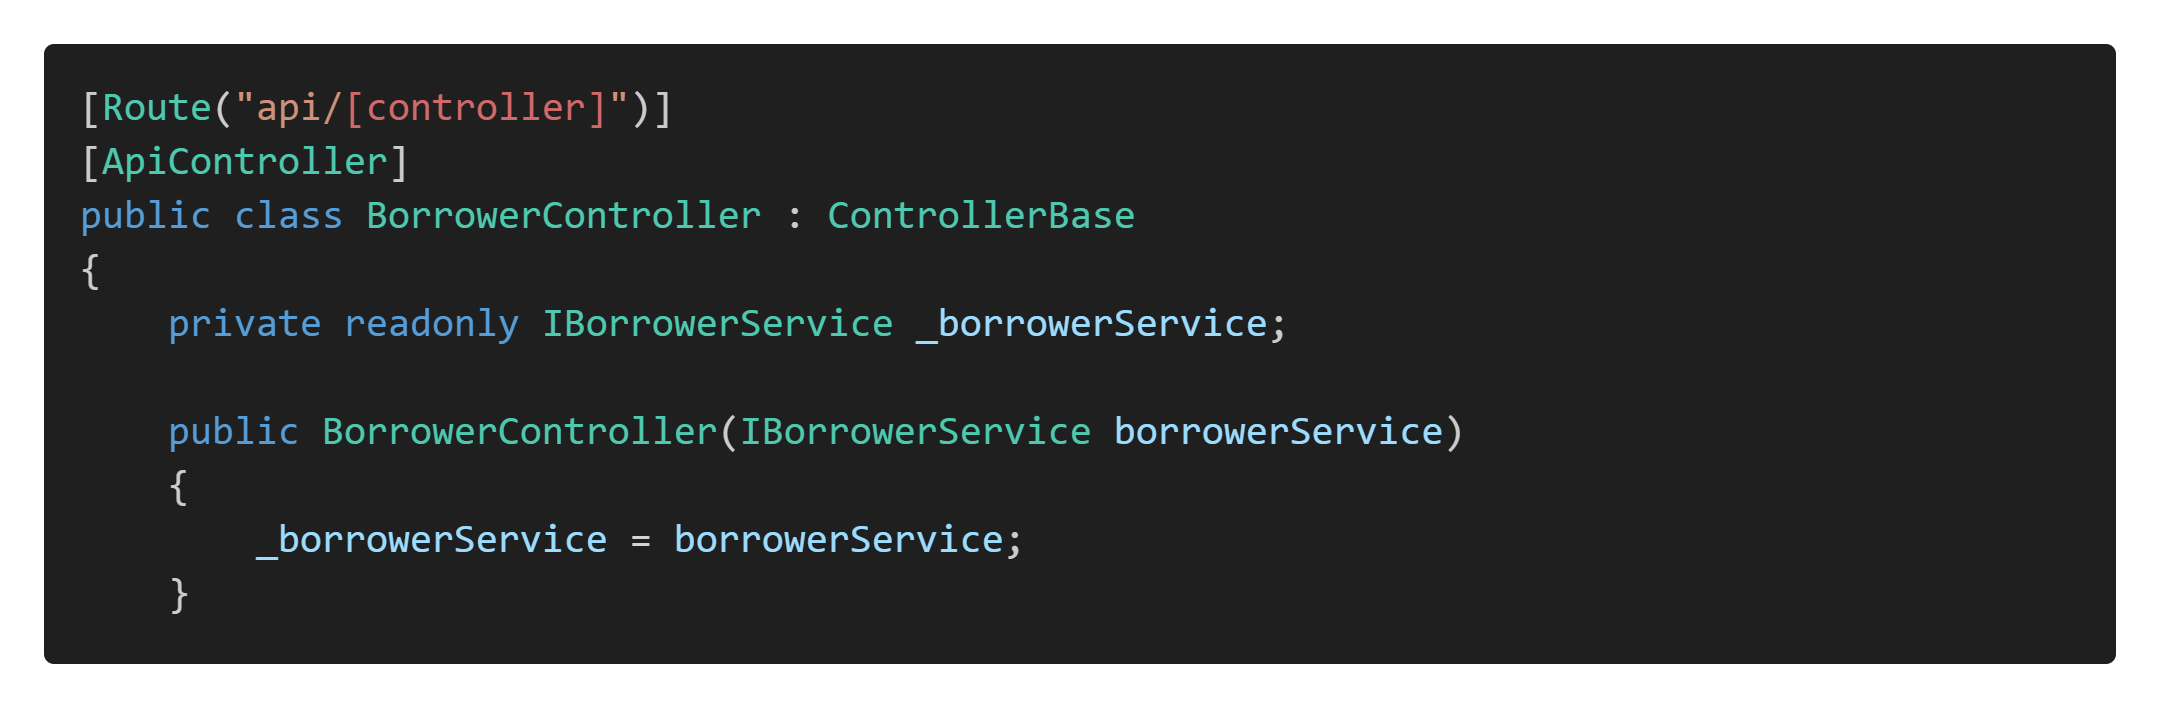 [Route("api/[controller]")]
[ApiController]
public class BorrowerController : ControllerBase
{
    private readonly IBorrowerService _borrowerService;

    public BorrowerController(IBorrowerService borrowerService)
    {
        _borrowerService = borrowerService;
    }